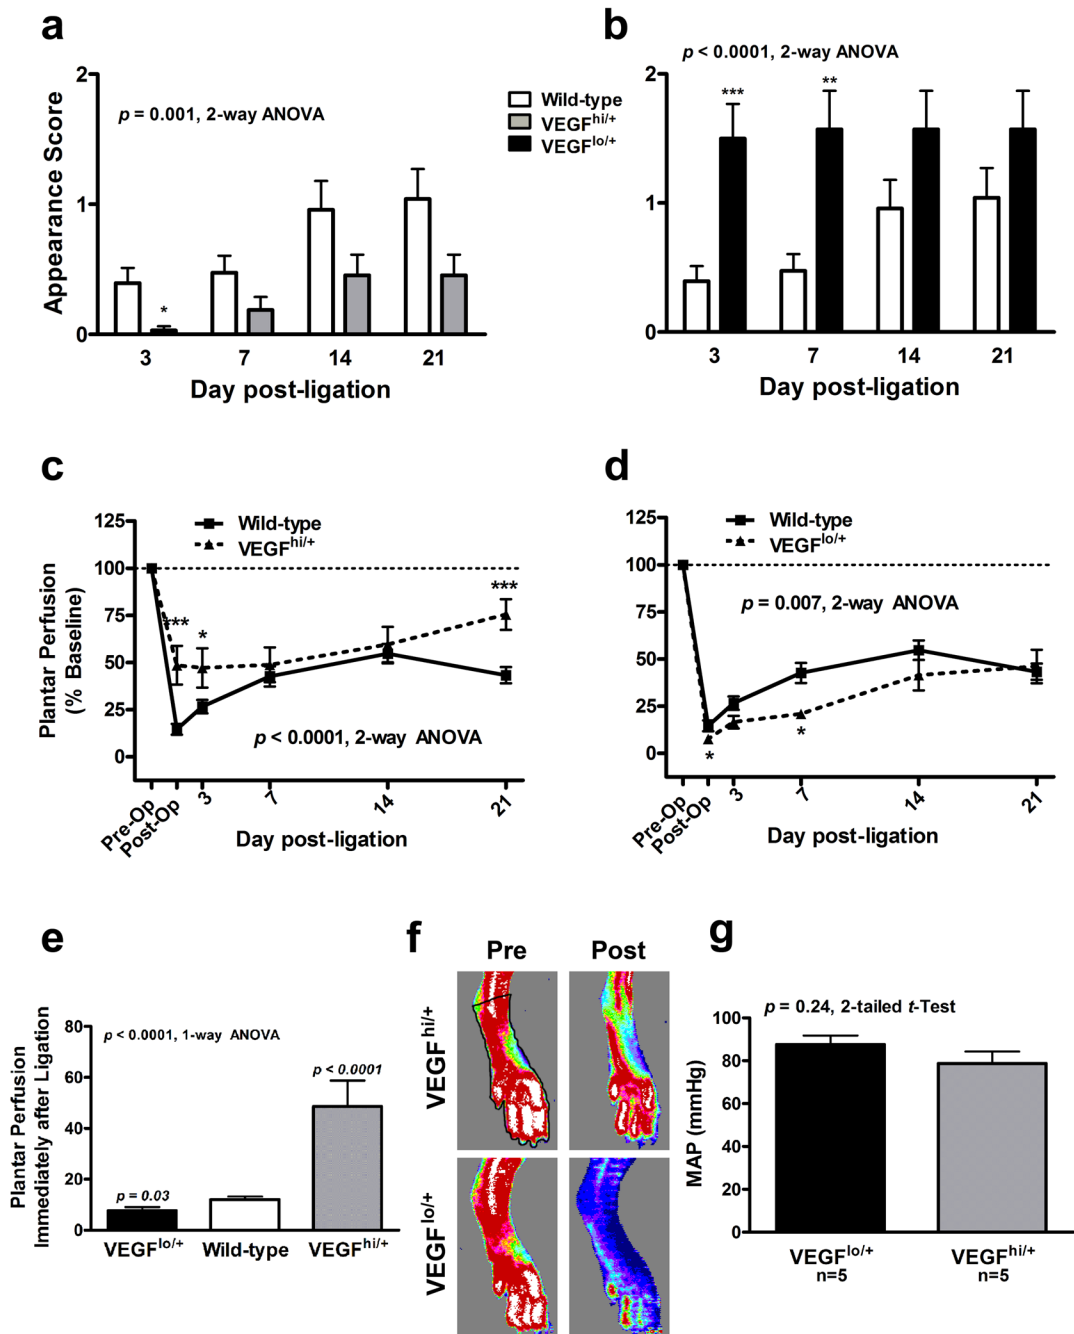 a
p = 0.001, 2-way ANOVA
Appearance Score
2
1
0
3 7 14 21
Day post-ligation
Wild-type
VEGFhi/+
VEGFlo/+
*
b
p < 0.0001, 2-way ANOVA
2
1
0
*** **
3 7 14 21
Day post-ligation
c
Wild-type
VEGFhi/+
Plantar Perfusion
(% Baseline)
125
100
75
50
25
0
*** * ***
p < 0.0001, 2-way ANOVA
Pre-Op Post-Op 3 7 14 21
Day post-ligation
d
Wild-type
VEGFlo/+
125
100
75
50
25
0
p = 0.007, 2-way ANOVA
* *
Pre-Op Post-Op 3 7 14 21
Day post-ligation
e
Plantar Perfusion
Immediately after Ligation
80
60
40
20
0
p < 0.0001, 1-way ANOVA
p < 0.0001
p = 0.03
VEGFlo/+ Wild-type VEGFhi/+
f
Pre Post
VEGFhi/+
VEGFlo/+
g
p = 0.24, 2-tailed t-Test
MAP (mmHg)
100
80
60
40
20
0
VEGFlo/+ VEGFhi/+
n=5 n=5